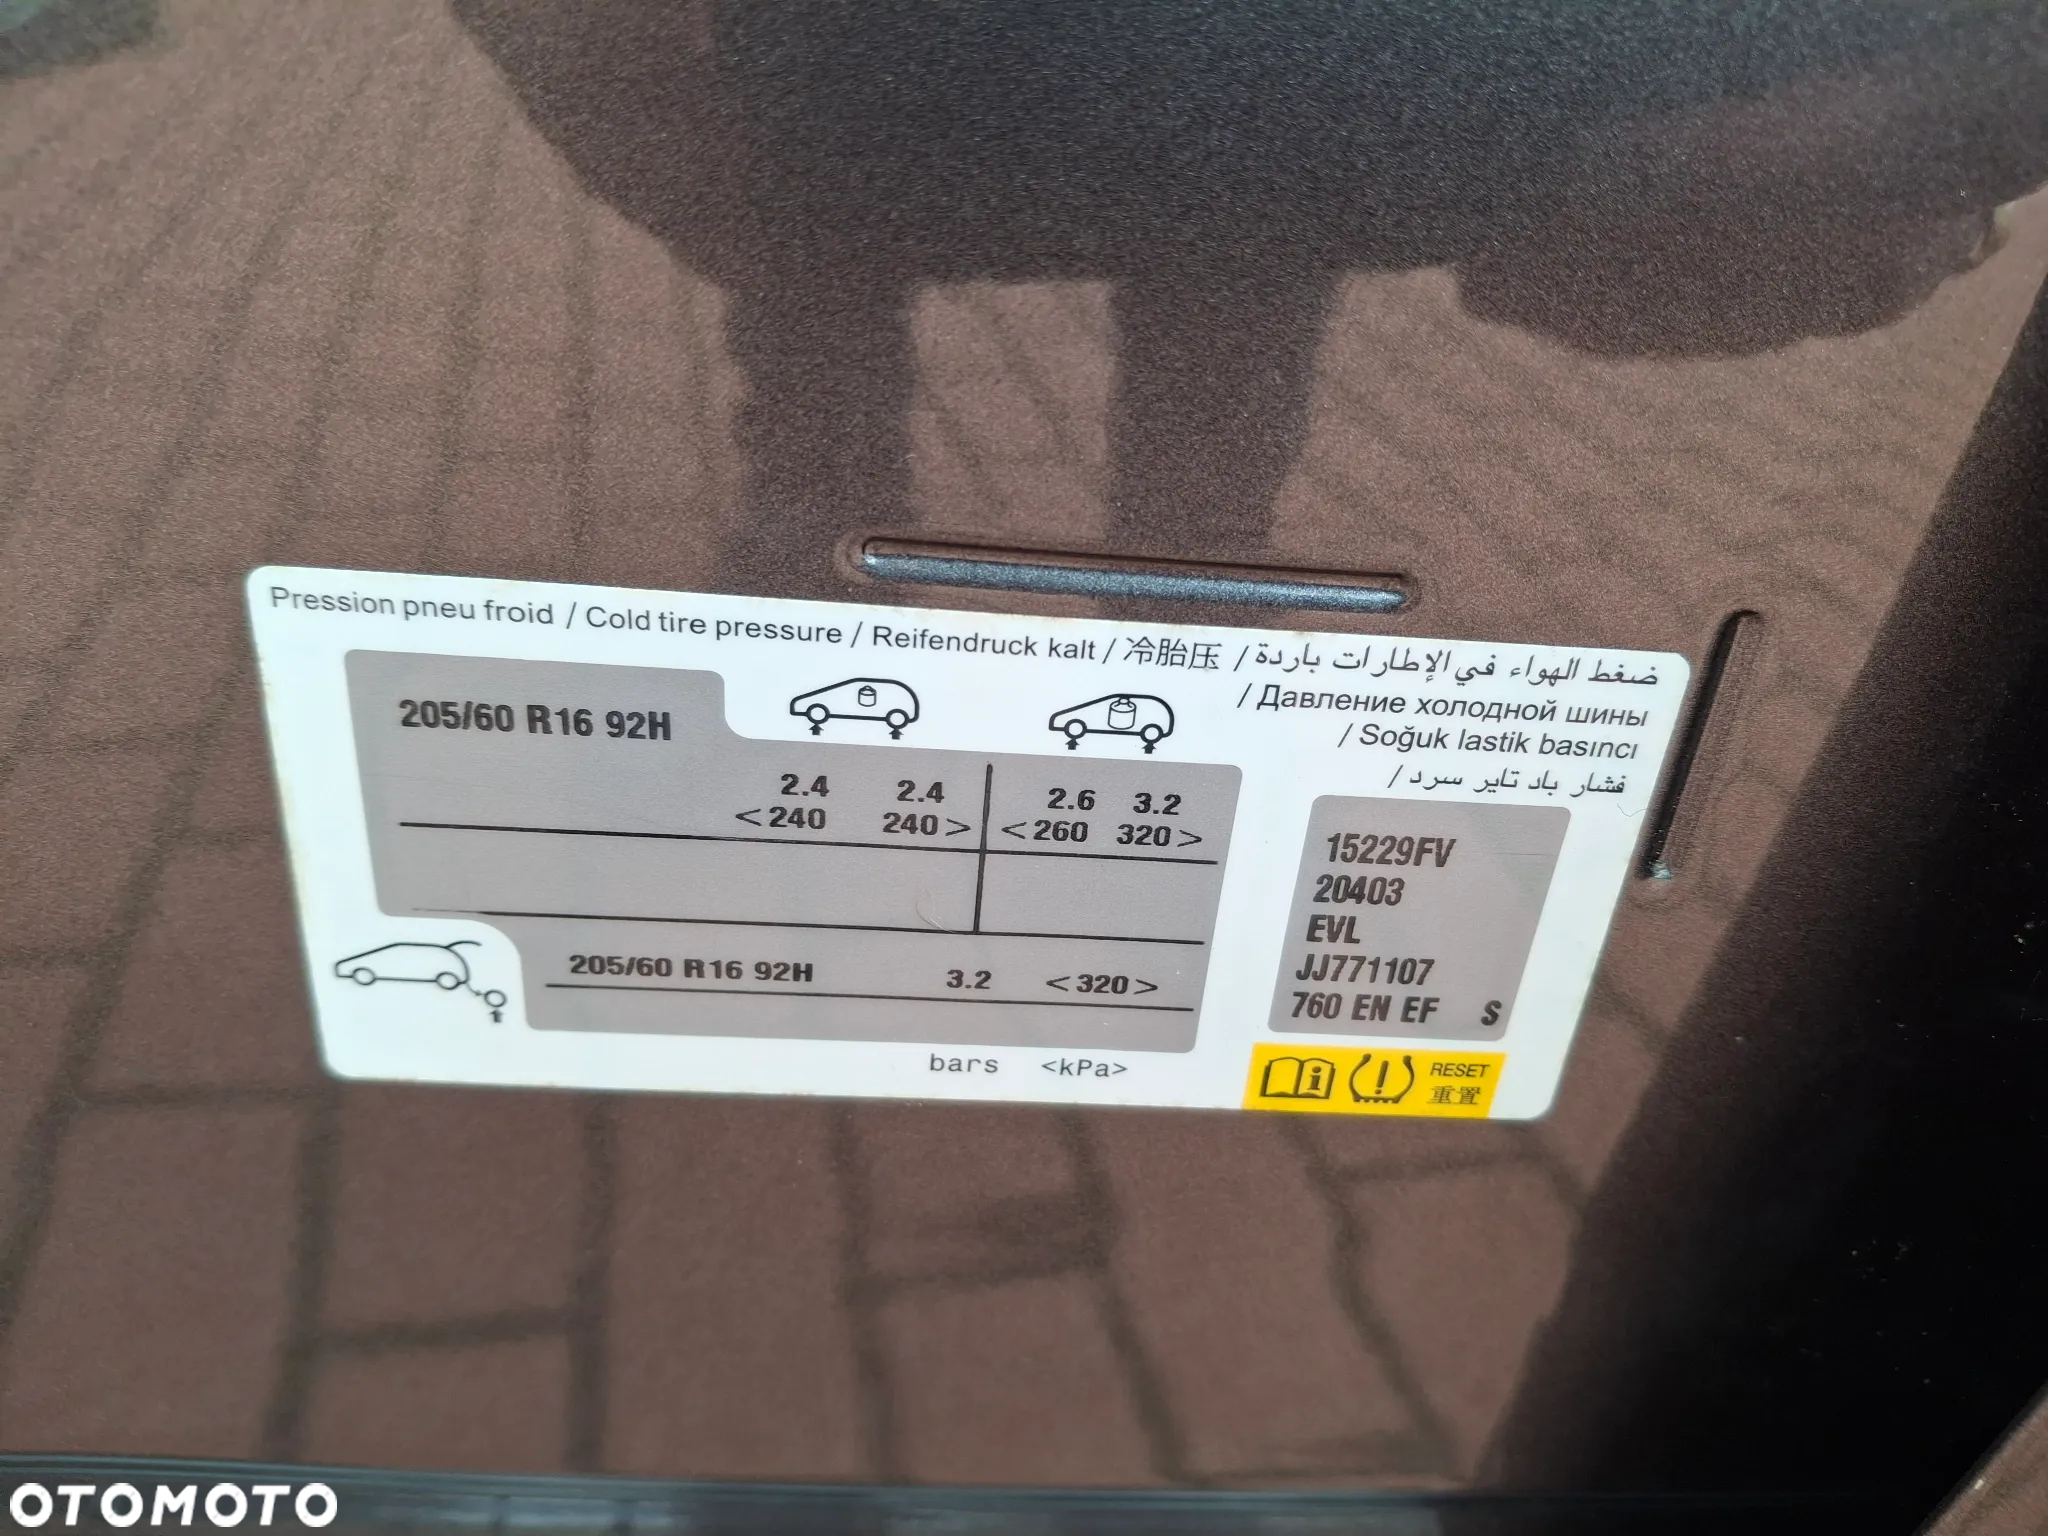 Pression pneu froid / Cold tire pressure / Reifendruck kalt / 冷胎压 / ضغط الهواء في الإطارات باردة
/ Давление холодной шины
/ Soğuk lastik basıncı
/ فشار باد تایر سرد
205/60 R16 92H
2.4 2.4 2.6 3.2
<240 240> <260 320>
205/60 R16 92H 3.2 <320>
bars <kPa>
15229FV
20403
EVL
JJ771107
760 EN EF S
RESET
重置
OTOMOTO